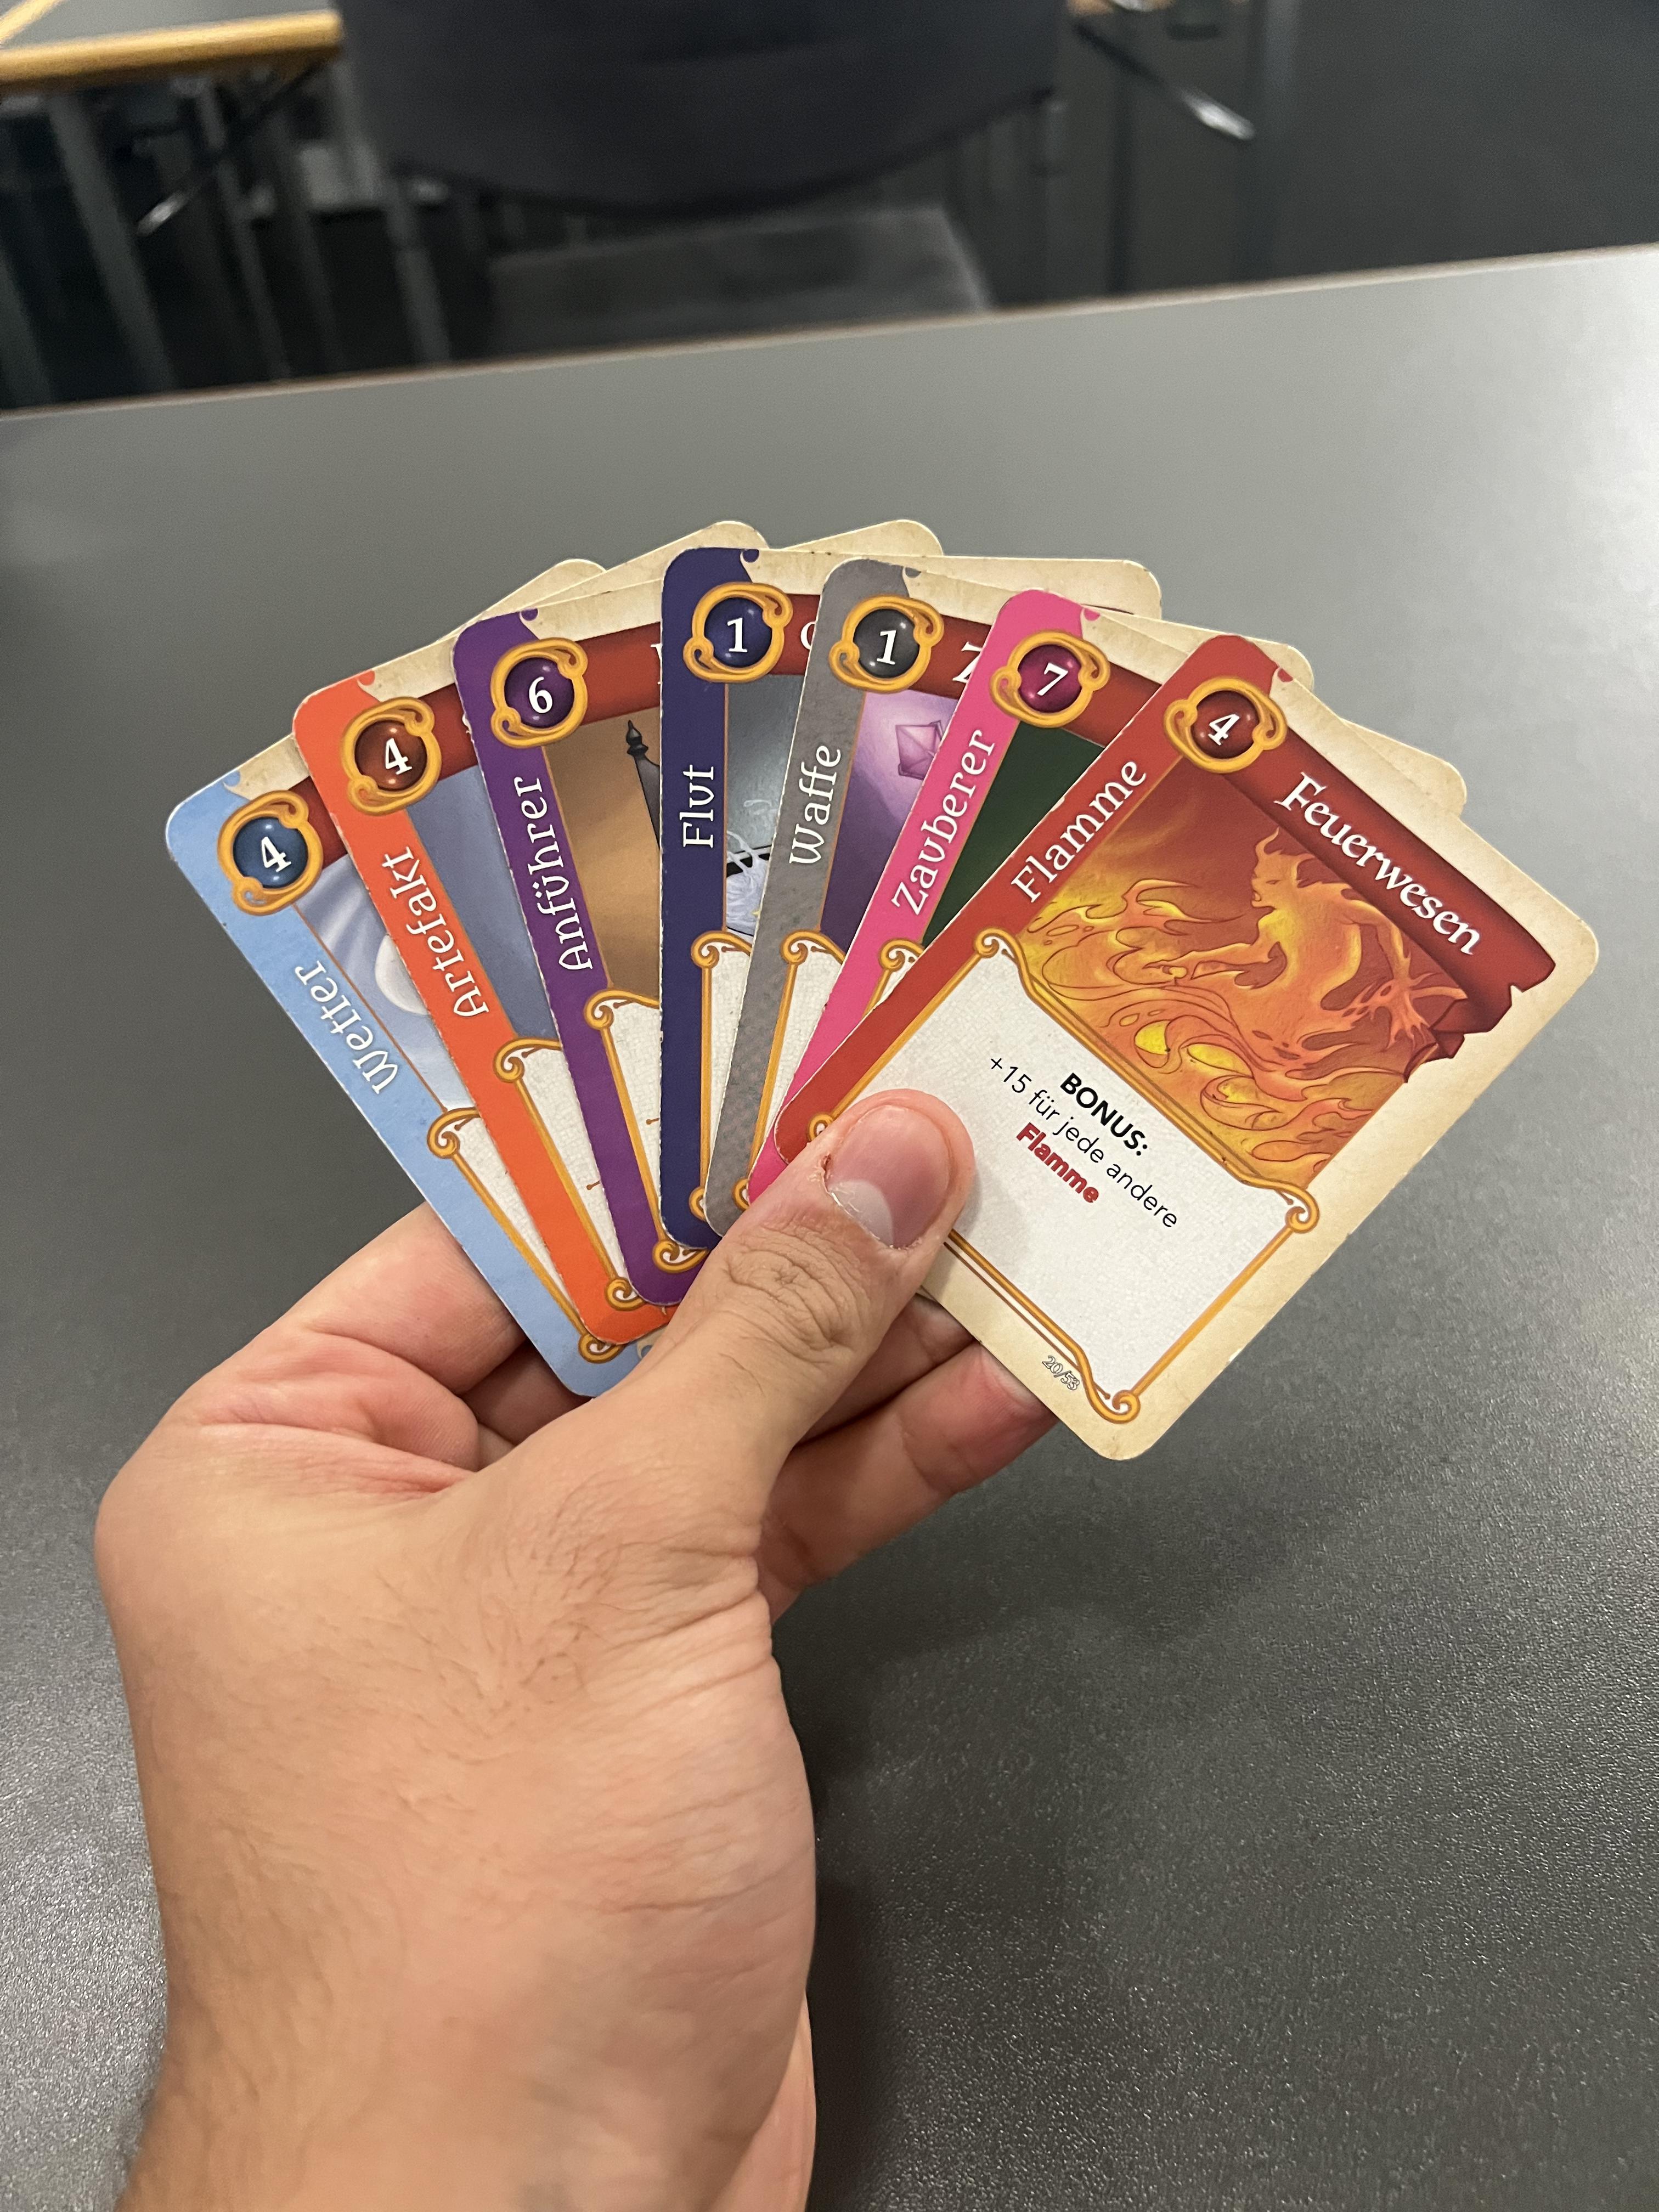 4
Wetter
4
Artefakt
6
Anführer
1
Flut
1
Waffe
7
Zauberer
4
Flamme
Feuerwesen
BONUS:
+15 für jede andere
Flamme
20/53